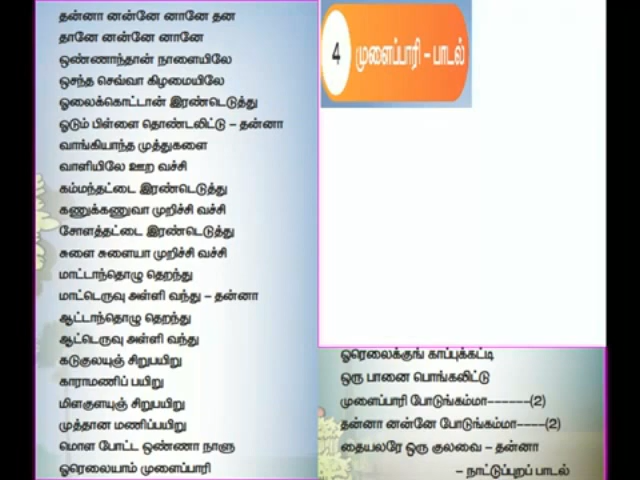 தன்னா னன்னே னானே தன
தானே னன்னே னானே
ஒண்ணாந்தான் நாளையிலே
ஒசந்த செவ்வா கிழமையிலே
ஓலைக்கொட்டான் இரண்டெடுத்து
ஓடும் பிள்ளை தொண்டலிட்டு – தன்னா
வாங்கியாந்த முத்துகளை
வாளியிலே ஊற வச்சி
கம்மந்தட்டை இரண்டெடுத்து
கணுக்கணுவா முறிச்சி வச்சி
சோளத்தட்டை இரண்டெடுத்து
சுளை சுளையா முறிச்சி வச்சி
மாட்டாந்தொழு தெறந்து
மாட்டெருவு அள்ளி வந்து – தன்னா
ஆட்டாந்தொழு தெறந்து
ஆட்டெருவு அள்ளி வந்து
கடுகுலயுஞ் சிறுபயிறு
காராமணிப் பயிறு
மிளகுளயுஞ் சிறுபயிறு
முத்தான மணிப்பயிறு
மொள போட்ட ஒண்ணா நாளு
ஓரெலையாம் முளைப்பாரி
4 முளைப்பாரி – பாடல்
ஓரெலைக்குங் காப்புக்கட்டி
ஒரு பானை பொங்கலிட்டு
முளைப்பாரி போடுங்கம்மா------(2)
தன்னா னன்னே போடுங்கம்மா----(2)
தையலரே ஒரு குலவை – தன்னா
– நாட்டுப்புறப் பாடல்